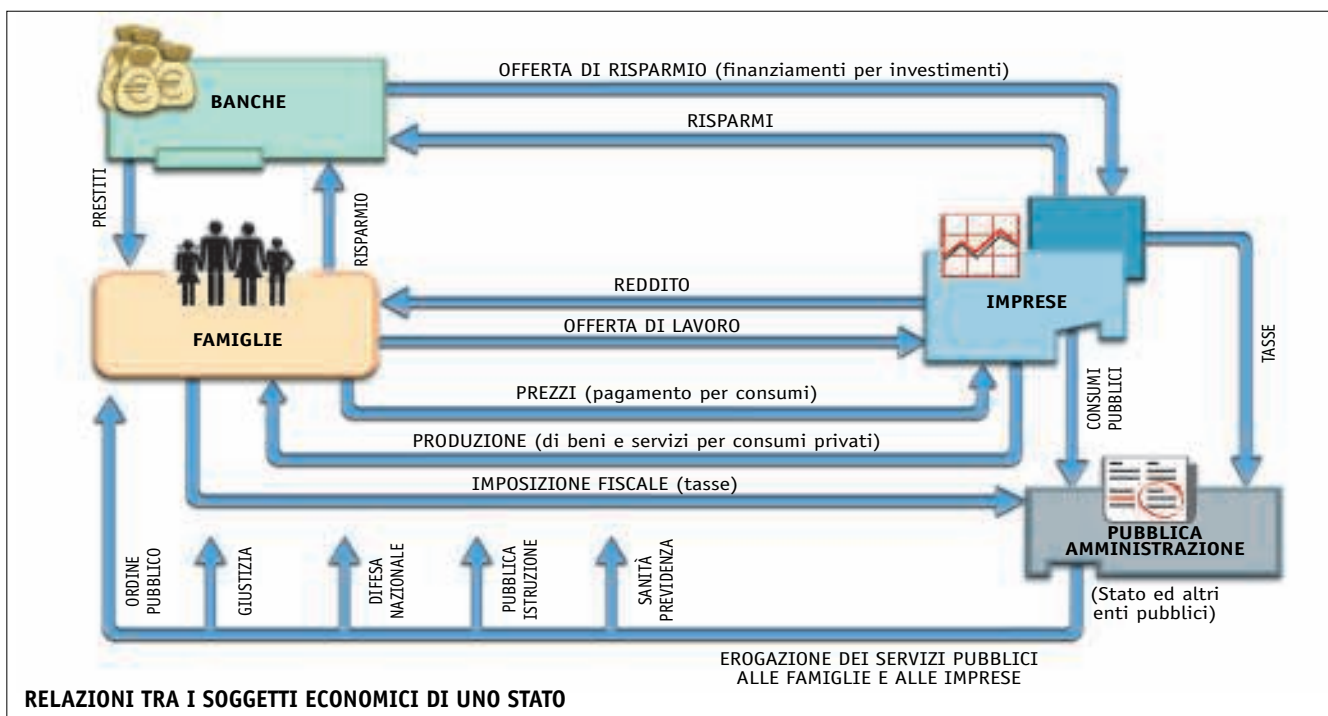 OFFERTA DI RISPARMIO (finanziamenti per investimenti)
BANCHE
RISPARMI
PRESTITI
RISPARMIO
REDDITO
IMPRESE
OFFERTA DI LAVORO
FAMIGLIE
TASSE
CONSUMI
PUBBLICI
PREZZI (pagamento per consumi)
PRODUZIONE (di beni e servizi per consumi privati)
IMPOSIZIONE FISCALE (tasse)
PUBBLICA
AMMINISTRAZIONE
(Stato ed altri
enti pubblici)
ORDINE
PUBBLICO
GIUSTIZIA
DIFESA
NAZIONALE
PUBBLICA
ISTRUZIONE
SANITÀ
PREVIDENZA
EROGAZIONE DEI SERVIZI PUBBLICI
ALLE FAMIGLIE E ALLE IMPRESE
RELAZIONI TRA I SOGGETTI ECONOMICI DI UNO STATO